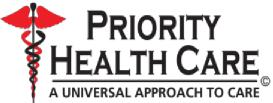 PRIORITY
HEALTH CARE©
A UNIVERSAL APPROACH TO CARE